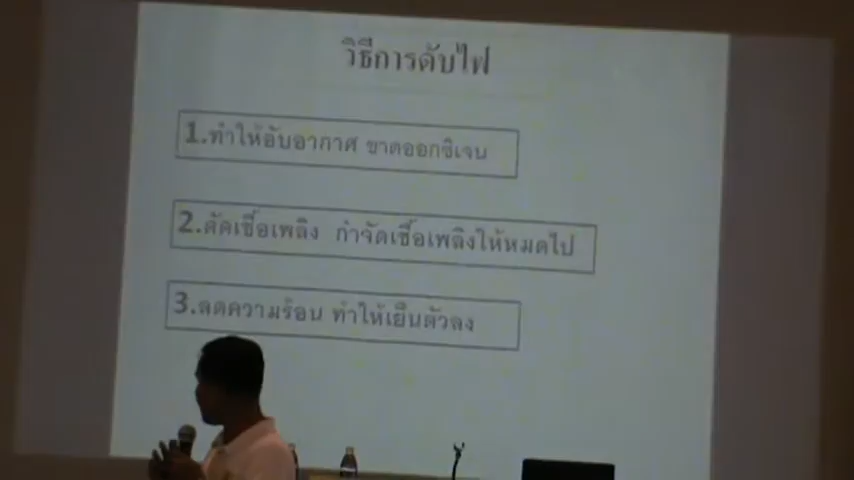 วิธีการดับไฟ
1.ทำให้อับอากาศ ขาดออกซิเจน
2.ตัดเชื้อเพลิง กำจัดเชื้อเพลิงให้หมดไป
3.ลดความร้อน ทำให้เย็นตัวลง